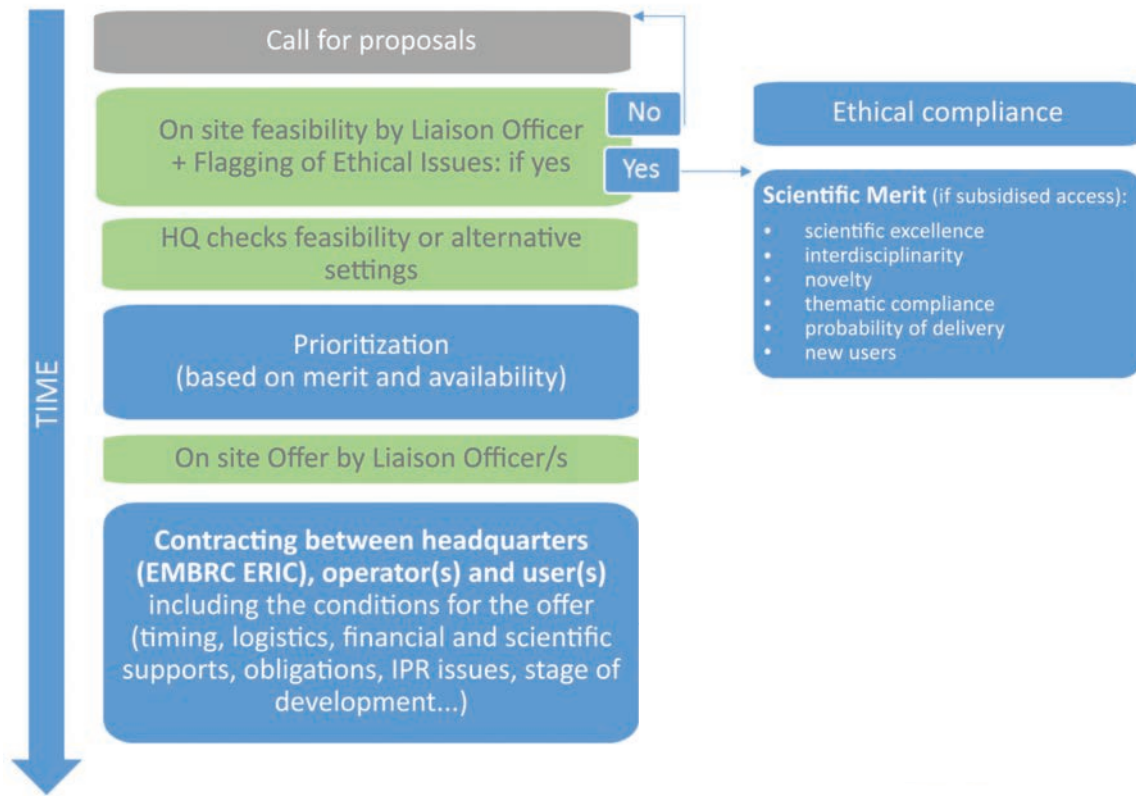 Call for proposals
On site feasibility by Liaison Officer
+ Flagging of Ethical Issues: if yes
No
Yes
Ethical compliance
Scientific Merit (if subsidised access):
• scientific excellence
• interdisciplinarity
• novelty
• thematic compliance
• probability of delivery
• new users
HQ checks feasibility or alternative
settings
Prioritization
(based on merit and availability)
On site Offer by Liaison Officer/s
Contracting between headquarters
(EMBRC ERIC), operator(s) and user(s)
including the conditions for the offer
(timing, logistics, financial and scientific
supports, obligations, IPR issues, stage of
development...)
TIME